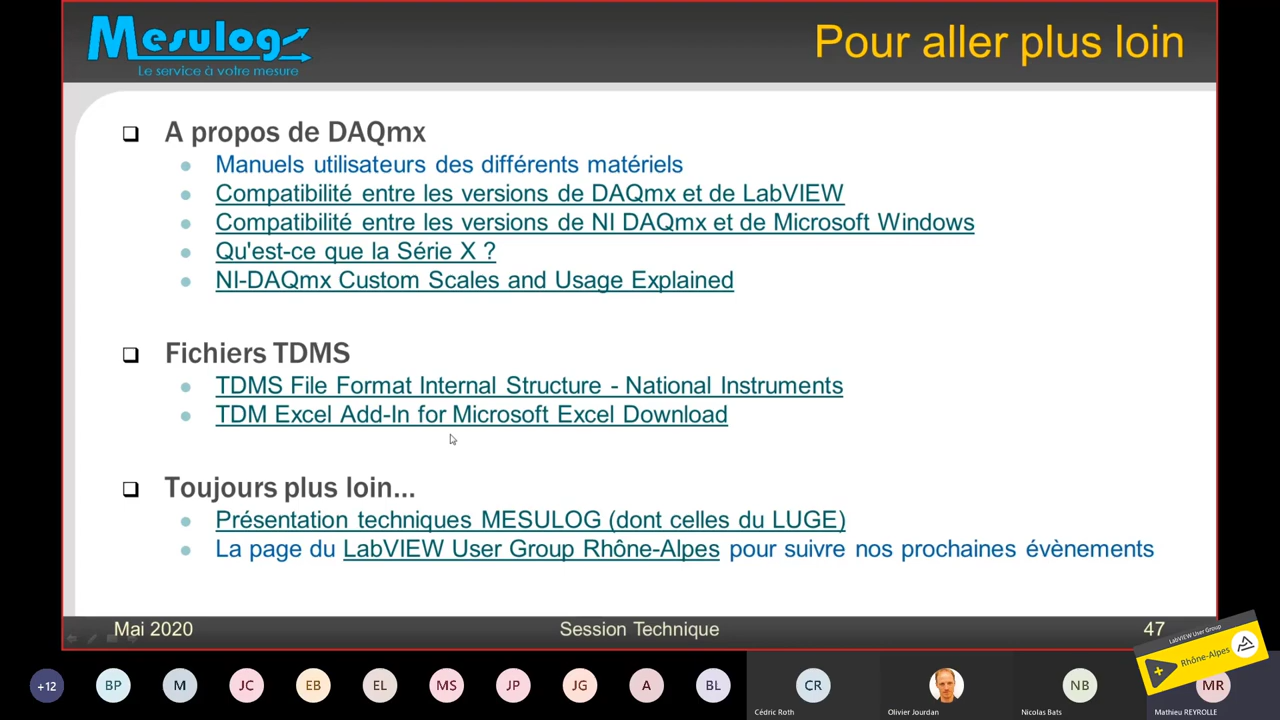 Mesulog
Le service à votre mesure
Pour aller plus loin
A propos de DAQmx
Manuels utilisateurs des différents matériels
Compatibilité entre les versions de DAQmx et de LabVIEW
Compatibilité entre les versions de NI DAQmx et de Microsoft Windows
Qu'est-ce que la Série X ?
NI-DAQmx Custom Scales and Usage Explained
Fichiers TDMS
TDMS File Format Internal Structure - National Instruments
TDM Excel Add-In for Microsoft Excel Download
Toujours plus loin...
Présentation techniques MESULOG (dont celles du LUGE)
La page du LabVIEW User Group Rhône-Alpes pour suivre nos prochaines évènements
Mai 2020
Session Technique
47
LabVIEW User Group
Rhône-Alpes
+12
BP
M
JC
EB
EL
MS
JP
JG
A
BL
CR
NB
MR
Cédric Roth
Olivier Jourdan
Nicolas Bats
Mathieu REYROLLE